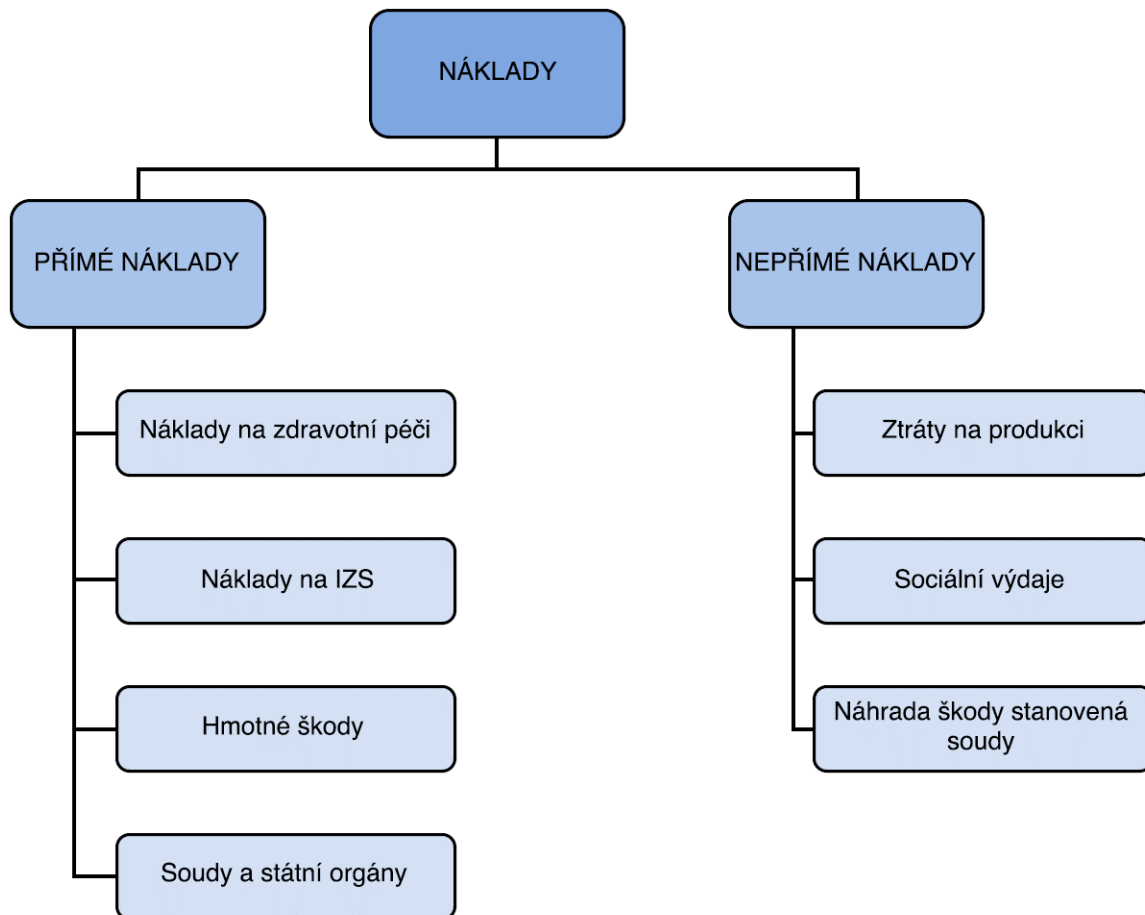 NÁKLADY
PŘÍMÉ NÁKLADY
NEPŘÍMÉ NÁKLADY
Náklady na zdravotní péči
Ztráty na produkci
Náklady na IZS
Sociální výdaje
Hmotné škody
Náhrada škody stanovená
soudy
Soudy a státní orgány